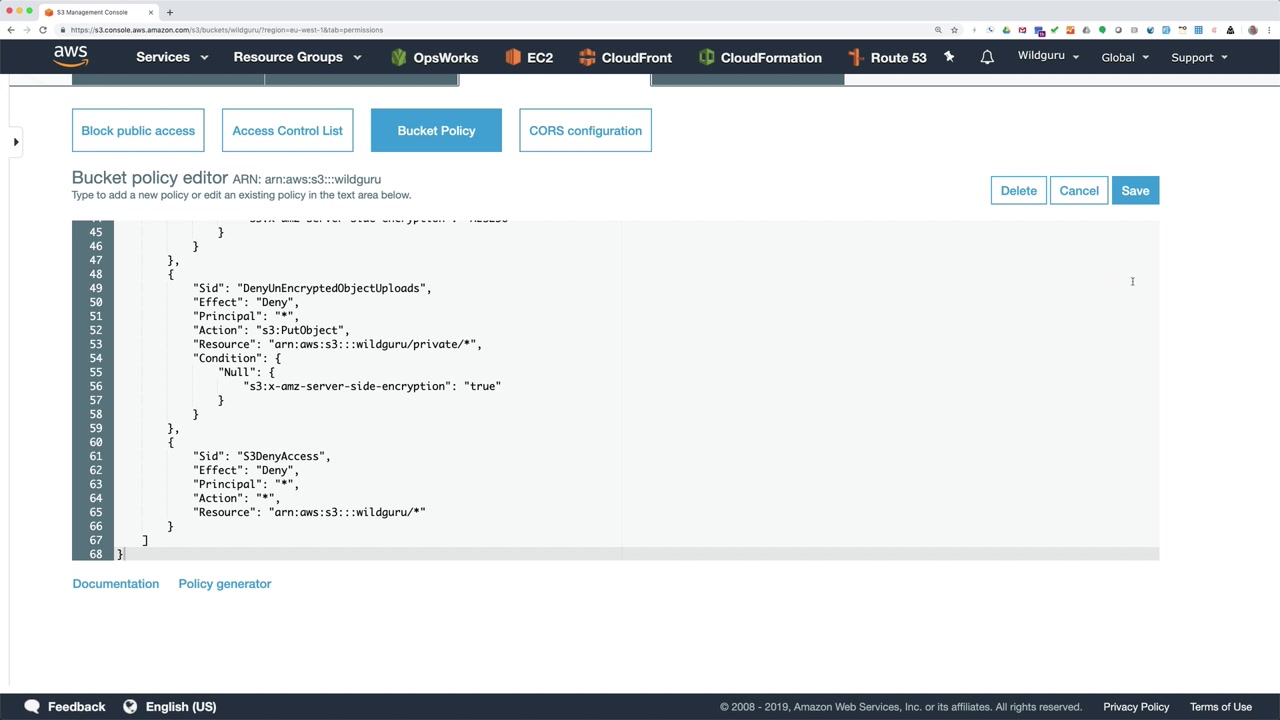 S3 Management Console
https://s3.console.aws.amazon.com/s3/buckets/wildguru/?region=eu-west-1&tab=permissions
aws Services Resource Groups OpsWorks EC2 CloudFront CloudFormation Route 53 Wildguru Global Support
Block public access Access Control List Bucket Policy CORS configuration
Bucket policy editor ARN: arn:aws:s3:::wildguru
Type to add a new policy or edit an existing policy in the text area below.
Delete Cancel Save
45 }
46 }
47 },
48 {
49 "Sid": "DenyUnEncryptedObjectUploads",
50 "Effect": "Deny",
51 "Principal": "*",
52 "Action": "s3:PutObject",
53 "Resource": "arn:aws:s3:::wildguru/private/*",
54 "Condition": {
55 "Null": {
56 "s3:x-amz-server-side-encryption": "true"
57 }
58 }
59 },
60 {
61 "Sid": "S3DenyAccess",
62 "Effect": "Deny",
63 "Principal": "*",
64 "Action": "*",
65 "Resource": "arn:aws:s3:::wildguru/*"
66 }
67 ]
68 }
Documentation Policy generator
Feedback English (US) © 2008 - 2019, Amazon Web Services, Inc. or its affiliates. All rights reserved. Privacy Policy Terms of Use